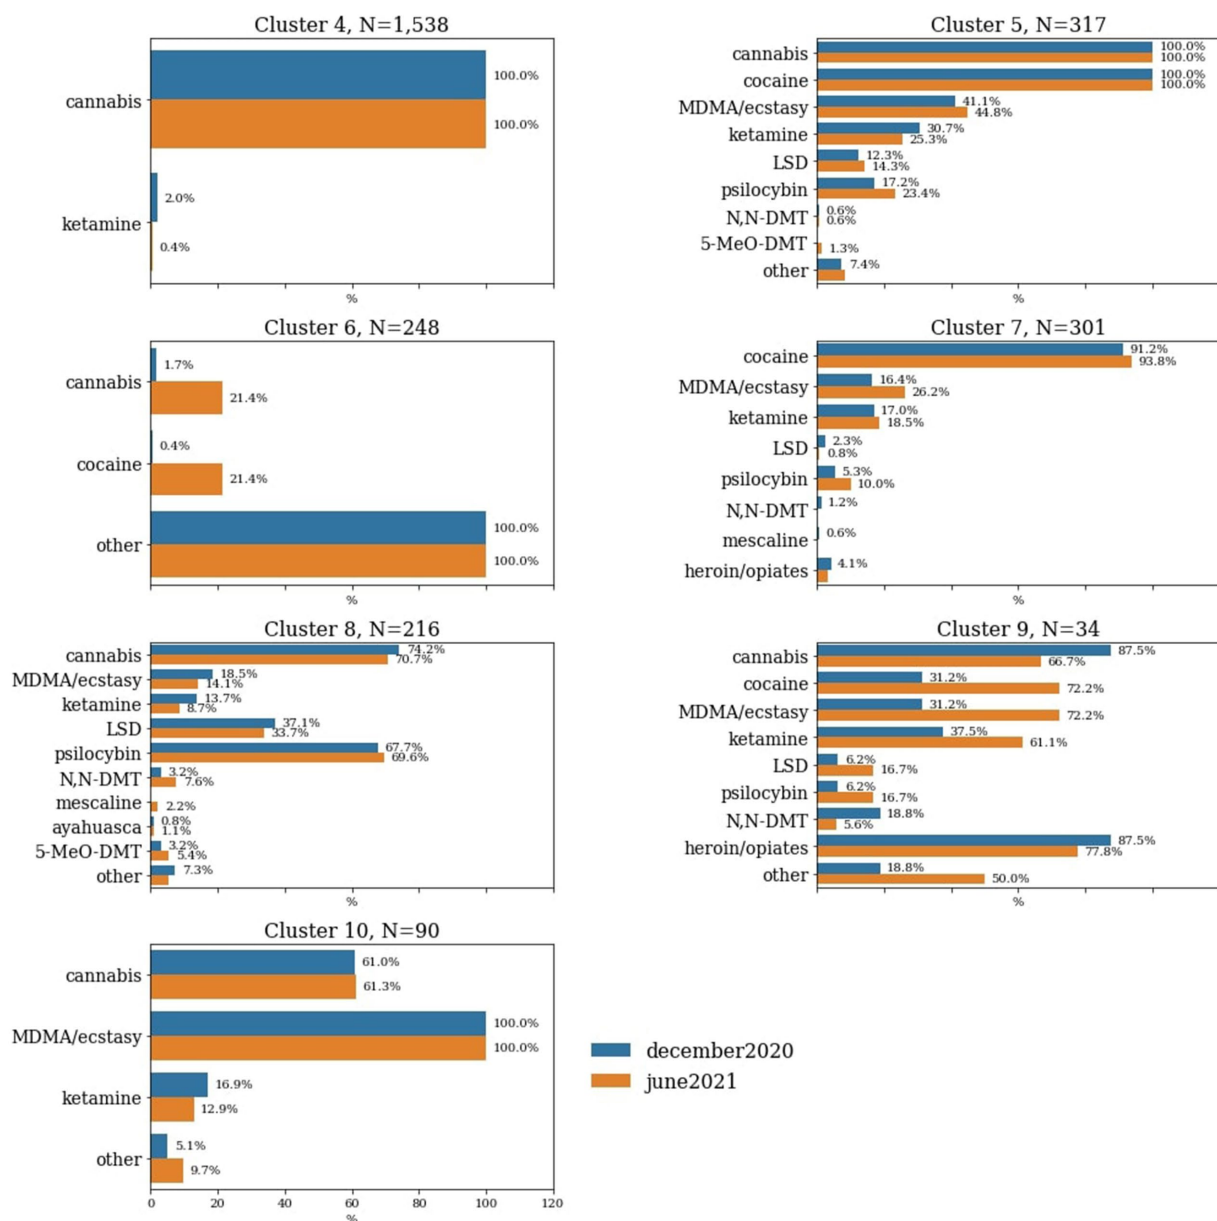 Cluster 4, N=1,538
cannabis
100.0%
100.0%
ketamine
2.0%
0.4%
%
Cluster 5, N=317
cannabis
100.0%
100.0%
cocaine
100.0%
100.0%
MDMA/ecstasy
41.1%
44.8%
ketamine
30.7%
25.3%
LSD
12.3%
14.3%
psilocybin
17.2%
23.4%
N,N-DMT
0.6%
0.6%
5-MeO-DMT
1.3%
other
7.4%
%
Cluster 6, N=248
cannabis
1.7%
21.4%
cocaine
0.4%
21.4%
other
100.0%
100.0%
%
Cluster 7, N=301
cocaine
91.2%
93.8%
MDMA/ecstasy
16.4%
26.2%
ketamine
17.0%
18.5%
LSD
2.3%
0.8%
psilocybin
5.3%
10.0%
N,N-DMT
1.2%
mescaline
0.6%
heroin/opiates
4.1%
%
Cluster 8, N=216
cannabis
74.2%
70.7%
MDMA/ecstasy
18.5%
14.1%
ketamine
13.7%
8.7%
LSD
37.1%
33.7%
psilocybin
67.7%
69.6%
N,N-DMT
3.2%
7.6%
mescaline
2.2%
ayahuasca
0.8%
1.1%
5-MeO-DMT
3.2%
5.4%
other
7.3%
%
Cluster 9, N=34
cannabis
87.5%
66.7%
cocaine
31.2%
72.2%
MDMA/ecstasy
31.2%
72.2%
ketamine
37.5%
61.1%
LSD
6.2%
16.7%
psilocybin
6.2%
16.7%
N,N-DMT
18.8%
5.6%
heroin/opiates
87.5%
77.8%
other
18.8%
50.0%
%
Cluster 10, N=90
cannabis
61.0%
61.3%
MDMA/ecstasy
100.0%
100.0%
ketamine
16.9%
12.9%
other
5.1%
9.7%
0 20 40 60 80 100 120
%
december2020
june2021